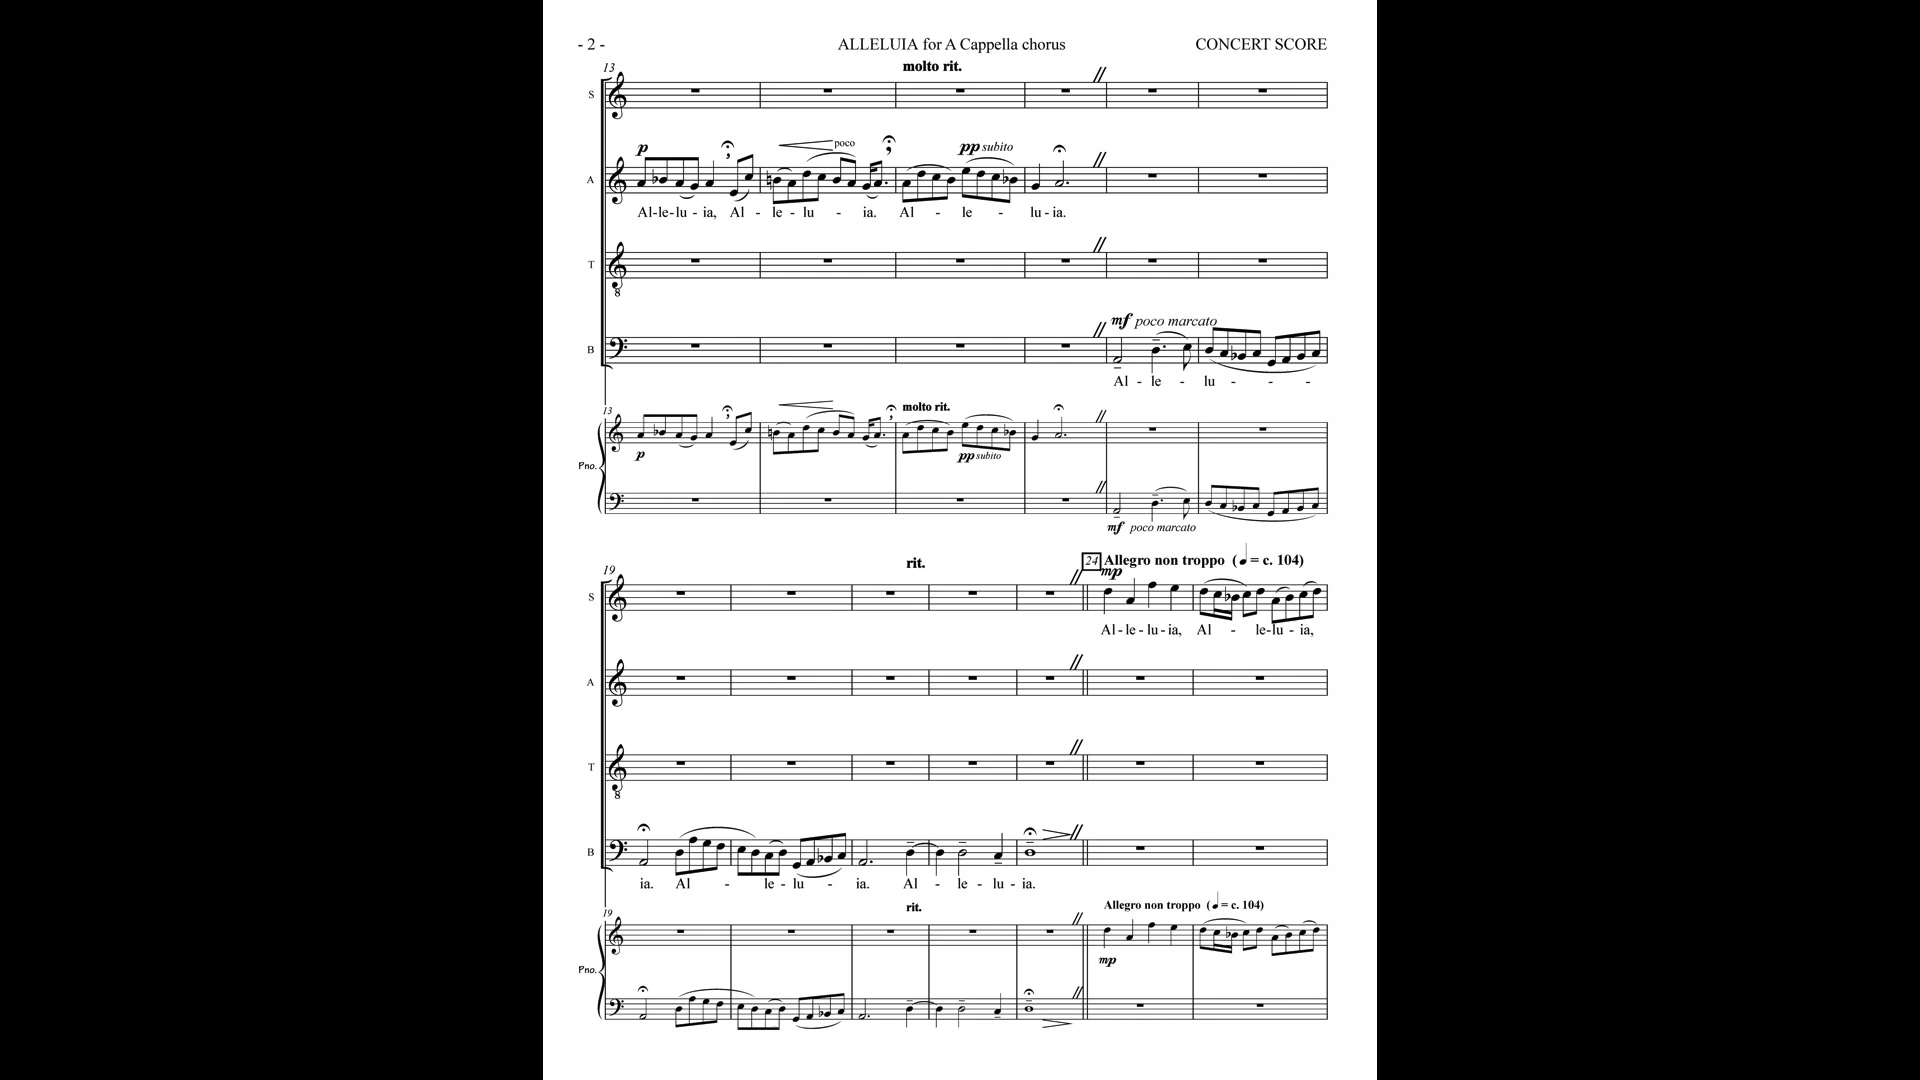 - 2 - ALLELUIA for A Cappella chorus CONCERT SCORE
13 molto rit.
S
p poco pp subito
A
Al-le-lu - ia, Al - le - lu - ia. Al - le - lu - ia.
T
8
mf poco marcato
B
Al - le - lu - - -
13 molto rit.
p pp subito
Pno.
mf poco marcato
19 rit. 24 Allegro non troppo ( = c. 104)
mp
S
Al - le - lu - ia, Al - le-lu - ia,
A
T
8
B
ia. Al - le - lu - ia. Al - le - lu - ia.
19 rit. Allegro non troppo ( = c. 104)
mp
Pno.